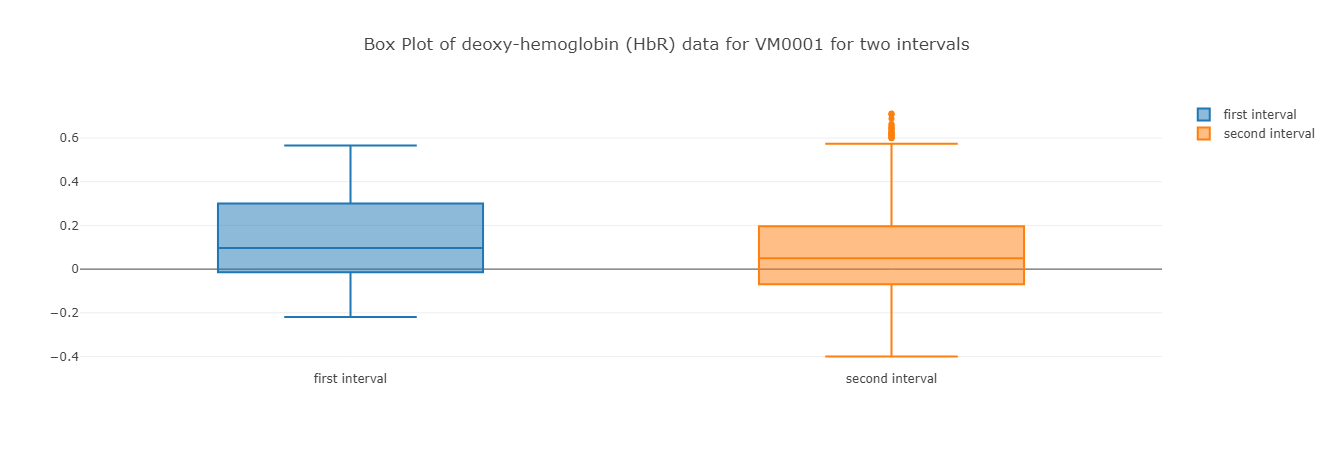 Box Plot of deoxy-hemoglobin (HbR) data for VM0001 for two intervals
first interval
second interval
0.6
0.4
0.2
0
−0.2
−0.4
first interval
second interval